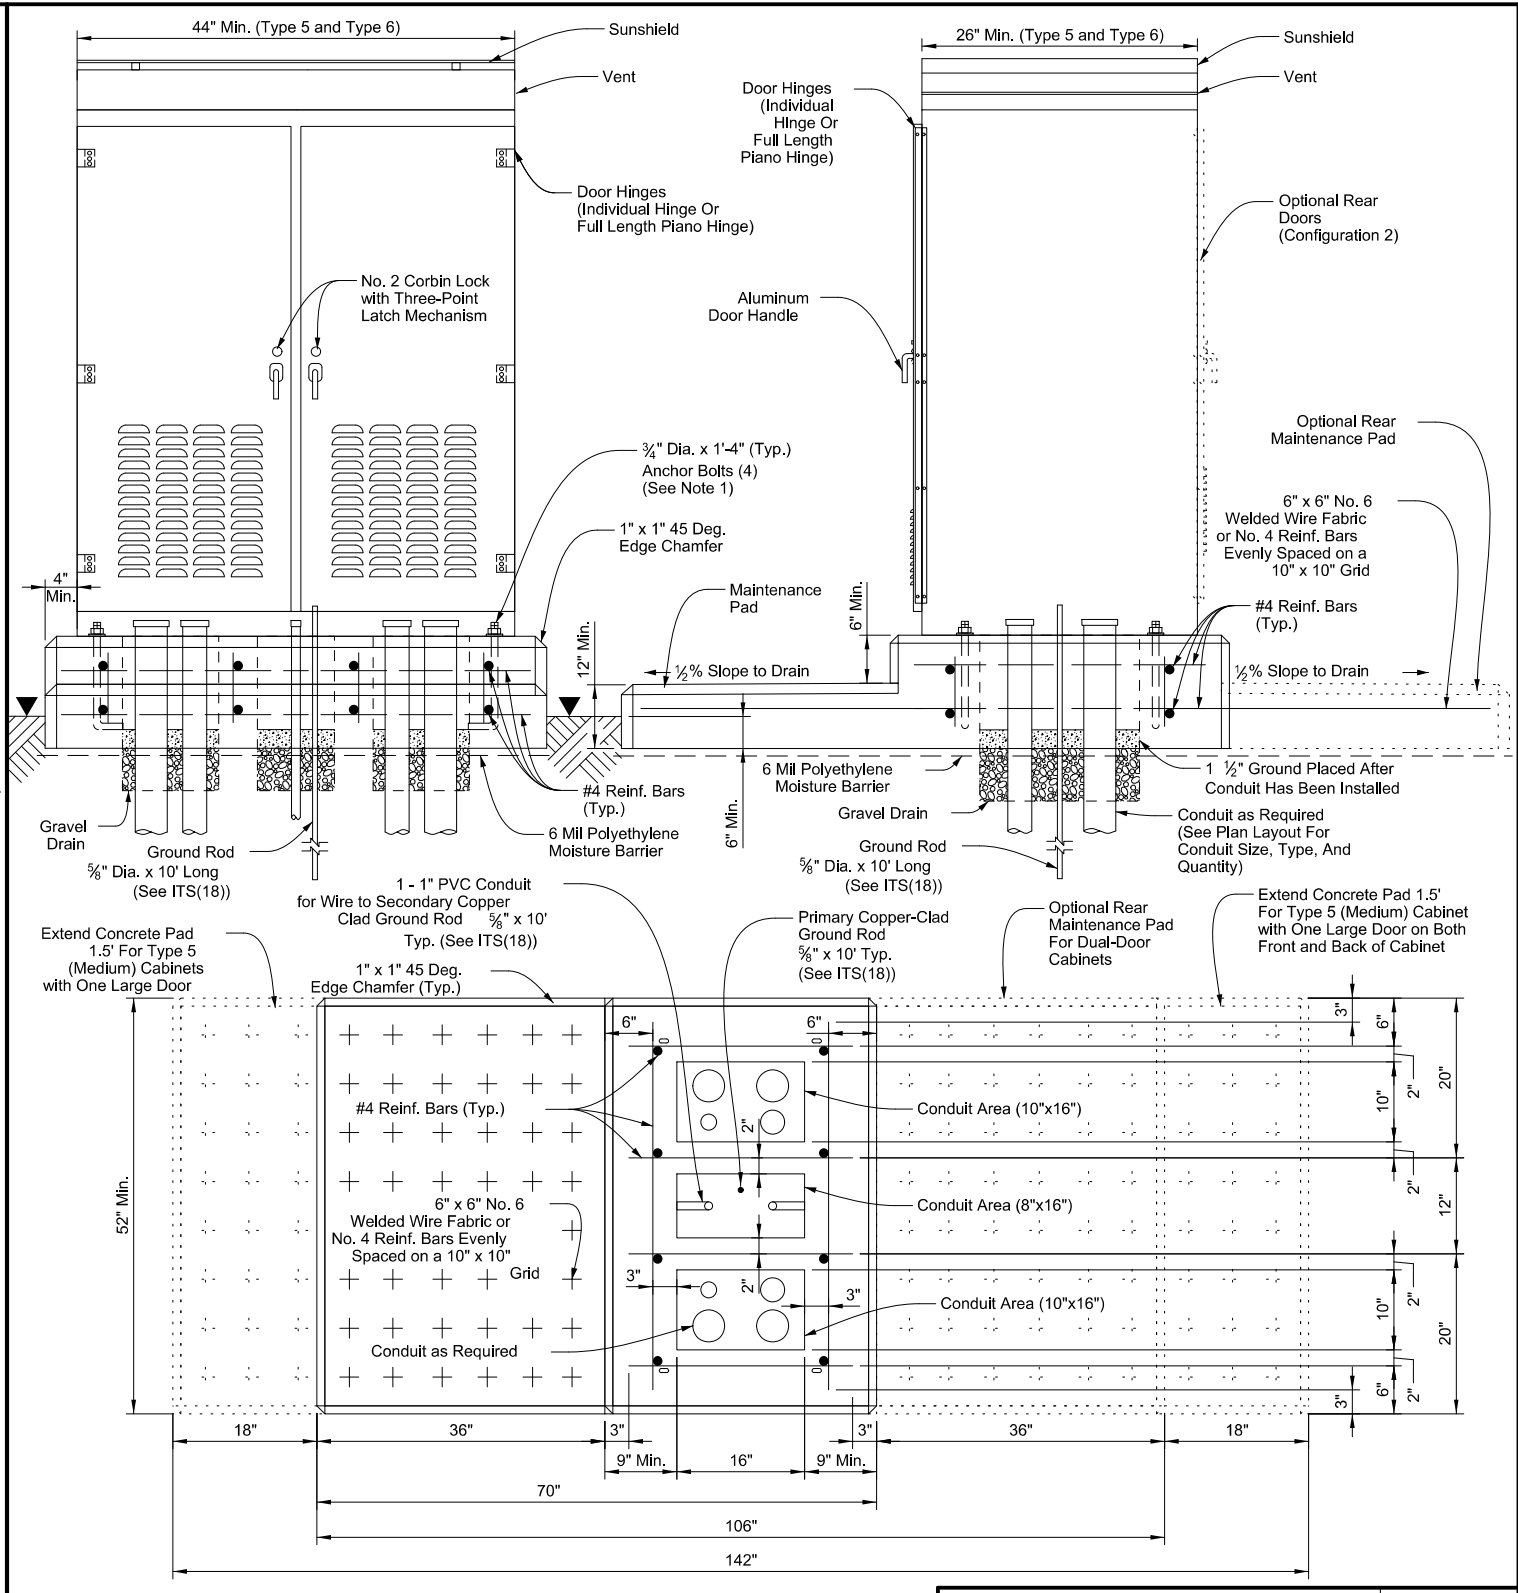 44" Min. (Type 5 and Type 6)
Sunshield
Vent
Door Hinges
(Individual Hinge Or
Full Length Piano Hinge)
No. 2 Corbin Lock
with Three-Point
Latch Mechanism
3/4" Dia. x 1'-4" (Typ.)
Anchor Bolts (4)
(See Note 1)
1" x 1" 45 Deg.
Edge Chamfer
4"
Min.
#4 Reinf. Bars
(Typ.)
6 Mil Polyethylene
Moisture Barrier
Gravel
Drain
Ground Rod
5/8" Dia. x 10' Long
(See ITS(18))
26" Min. (Type 5 and Type 6)
Sunshield
Vent
Door Hinges
(Individual
Hinge Or
Full Length
Piano Hinge)
Optional Rear
Doors
(Configuration 2)
Aluminum
Door Handle
Optional Rear
Maintenance Pad
6" x 6" No. 6
Welded Wire Fabric
or No. 4 Reinf. Bars
Evenly Spaced on a
10" x 10" Grid
#4 Reinf. Bars
(Typ.)
Maintenance
Pad
6" Min.
12" Min.
1/2% Slope to Drain
1/2% Slope to Drain
6 Mil Polyethylene
Moisture Barrier
6" Min.
Gravel Drain
1 1/2" Ground Placed After
Conduit Has Been Installed
Conduit as Required
(See Plan Layout For
Conduit Size, Type, And
Quantity)
Ground Rod
5/8" Dia. x 10' Long
(See ITS(18))
1 - 1" PVC Conduit
for Wire to Secondary Copper
Clad Ground Rod 5/8" x 10'
Typ. (See ITS(18))
Primary Copper-Clad
Ground Rod
5/8" x 10' Typ.
(See ITS(18))
Optional Rear
Maintenance Pad
For Dual-Door
Cabinets
Extend Concrete Pad 1.5'
For Type 5 (Medium) Cabinet
with One Large Door on Both
Front and Back of Cabinet
Extend Concrete Pad
1.5' For Type 5
(Medium) Cabinets
with One Large Door
1" x 1" 45 Deg.
Edge Chamfer (Typ.)
6"
6"
3"
6"
2"
20"
10"
#4 Reinf. Bars (Typ.)
2"
Conduit Area (10"x16")
2"
52" Min.
6" x 6" No. 6
Welded Wire Fabric or
No. 4 Reinf. Bars Evenly
Spaced on a 10" x 10"
Grid
Conduit Area (8"x16")
12"
3"
2"
3"
Conduit Area (10"x16")
2"
10"
20"
Conduit as Required
2"
6"
3"
18"
36"
3"
3"
36"
18"
9" Min.
16"
9" Min.
70"
106"
142"